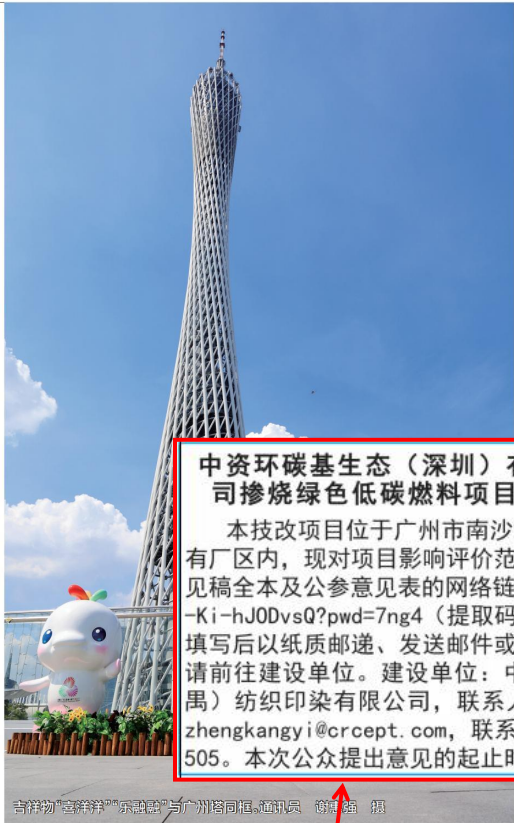 中资环碳基生态（深圳）有
司掺烧绿色低碳燃料项目
本技改项目位于广州市南沙
有厂区内，现对项目影响评价范
见稿全本及公参意见表的网络链
-Ki-hJODvsQ?pwd=7ng4（提取码
填写后以纸质邮递、发送邮件或
请前往建设单位。建设单位：中
禺）纺织印染有限公司，联系人
zhengkangyi@crcept.com，联系
505。本次公众提出意见的起止时
吉祥物“喜洋洋”“乐融融”与广州塔同框。通讯员 谢惠强 摄